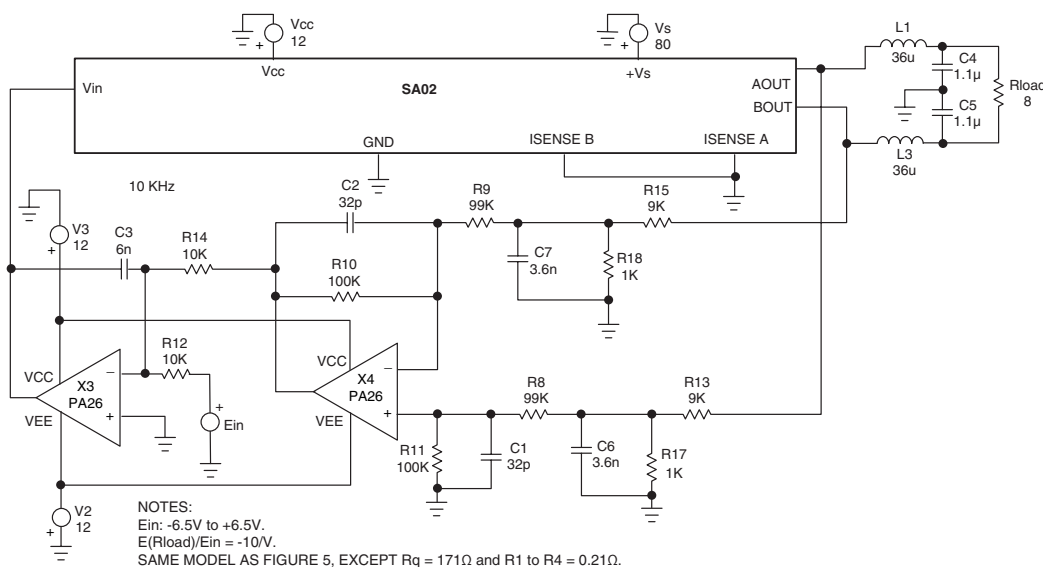 Vcc
12
Vs
80
L1
36u
C4
1.1µ
Rload
8
C5
1.1µ
L3
36u
Vcc
+Vs
Vin
SA02
AOUT
BOUT
GND
ISENSE B
ISENSE A
10 KHz
C2
32p
R9
99K
R15
9K
V3
12
C3
6n
R14
10K
R10
100K
C7
3.6n
R18
1K
R12
10K
VCC
X3
PA26
VEE
Ein
VCC
X4
PA26
VEE
R8
99K
R13
9K
R11
100K
C1
32p
C6
3.6n
R17
1K
V2
12
NOTES:
Ein: -6.5V to +6.5V.
E(Rload)/Ein = -10/V.
SAME MODEL AS FIGURE 5, EXCEPT Rq = 171Ω and R1 to R4 = 0.21Ω.